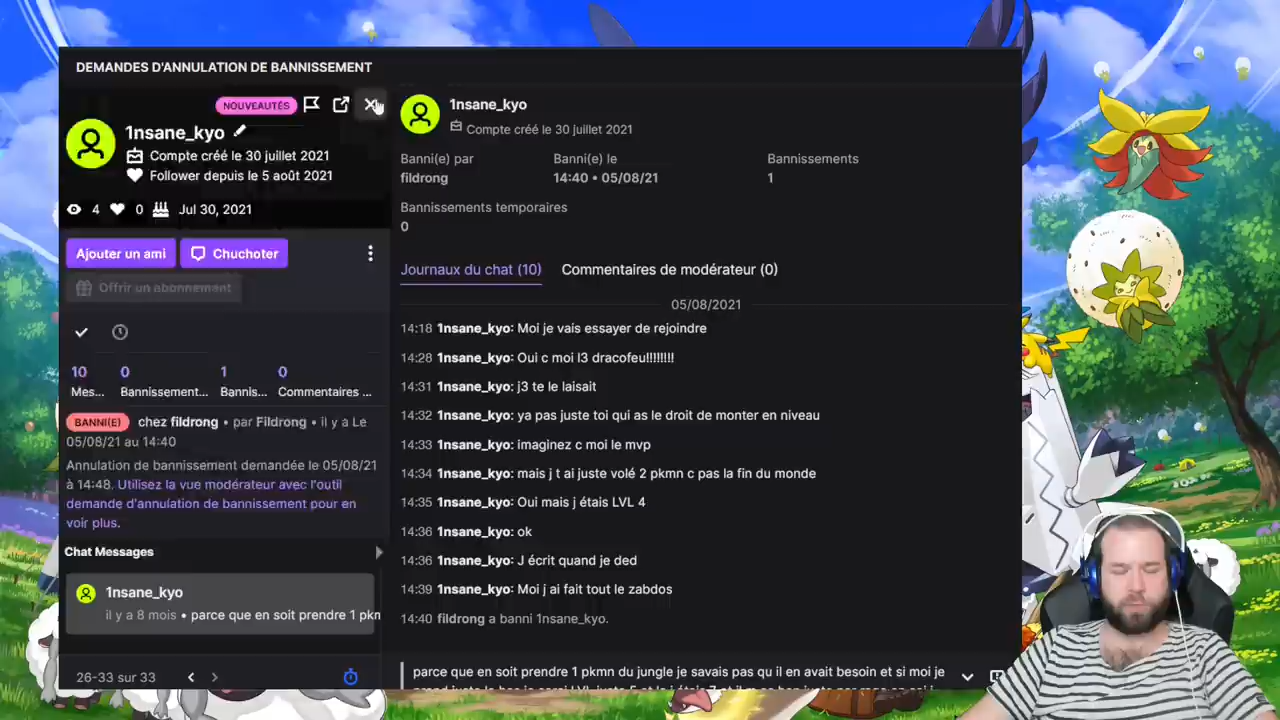 DEMANDES D'ANNULATION DE BANNISSEMENT
NOUVEAUTÉS
1nsane_kyo
Compte créé le 30 juillet 2021
Follower depuis le 5 août 2021
4 0 Jul 30, 2021
Ajouter un ami Chuchoter
Offrir un abonnement
10 0 1 0
Mes... Bannissement... Bannis... Commentaires ...
BANNI(E) chez fildrong • par Fildrong • il y a Le
05/08/21 au 14:40
Annulation de bannissement demandée le 05/08/21
à 14:48. Utilisez la vue modérateur avec l'outil
demande d'annulation de bannissement pour en
voir plus.
Chat Messages
1nsane_kyo
il y a 8 mois • parce que en soit prendre 1 pkn
26-33 sur 33
1nsane_kyo
Compte créé le 30 juillet 2021
Banni(e) par Banni(e) le Bannissements
fildrong 14:40 • 05/08/21 1
Bannissements temporaires
0
Journaux du chat (10) Commentaires de modérateur (0)
05/08/2021
14:18 1nsane_kyo: Moi je vais essayer de rejoindre
14:28 1nsane_kyo: Oui c moi l3 dracofeu!!!!!!!!
14:31 1nsane_kyo: j3 te le laisait
14:32 1nsane_kyo: ya pas juste toi qui as le droit de monter en niveau
14:33 1nsane_kyo: imaginez c moi le mvp
14:34 1nsane_kyo: mais j t ai juste volé 2 pkmn c pas la fin du monde
14:35 1nsane_kyo: Oui mais j étais LVL 4
14:36 1nsane_kyo: ok
14:36 1nsane_kyo: J écrit quand je ded
14:39 1nsane_kyo: Moi j ai fait tout le zabdos
14:40 fildrong a banni 1nsane_kyo.
parce que en soit prendre 1 pkmn du jungle je savais pas qu il en avait besoin et si moi je